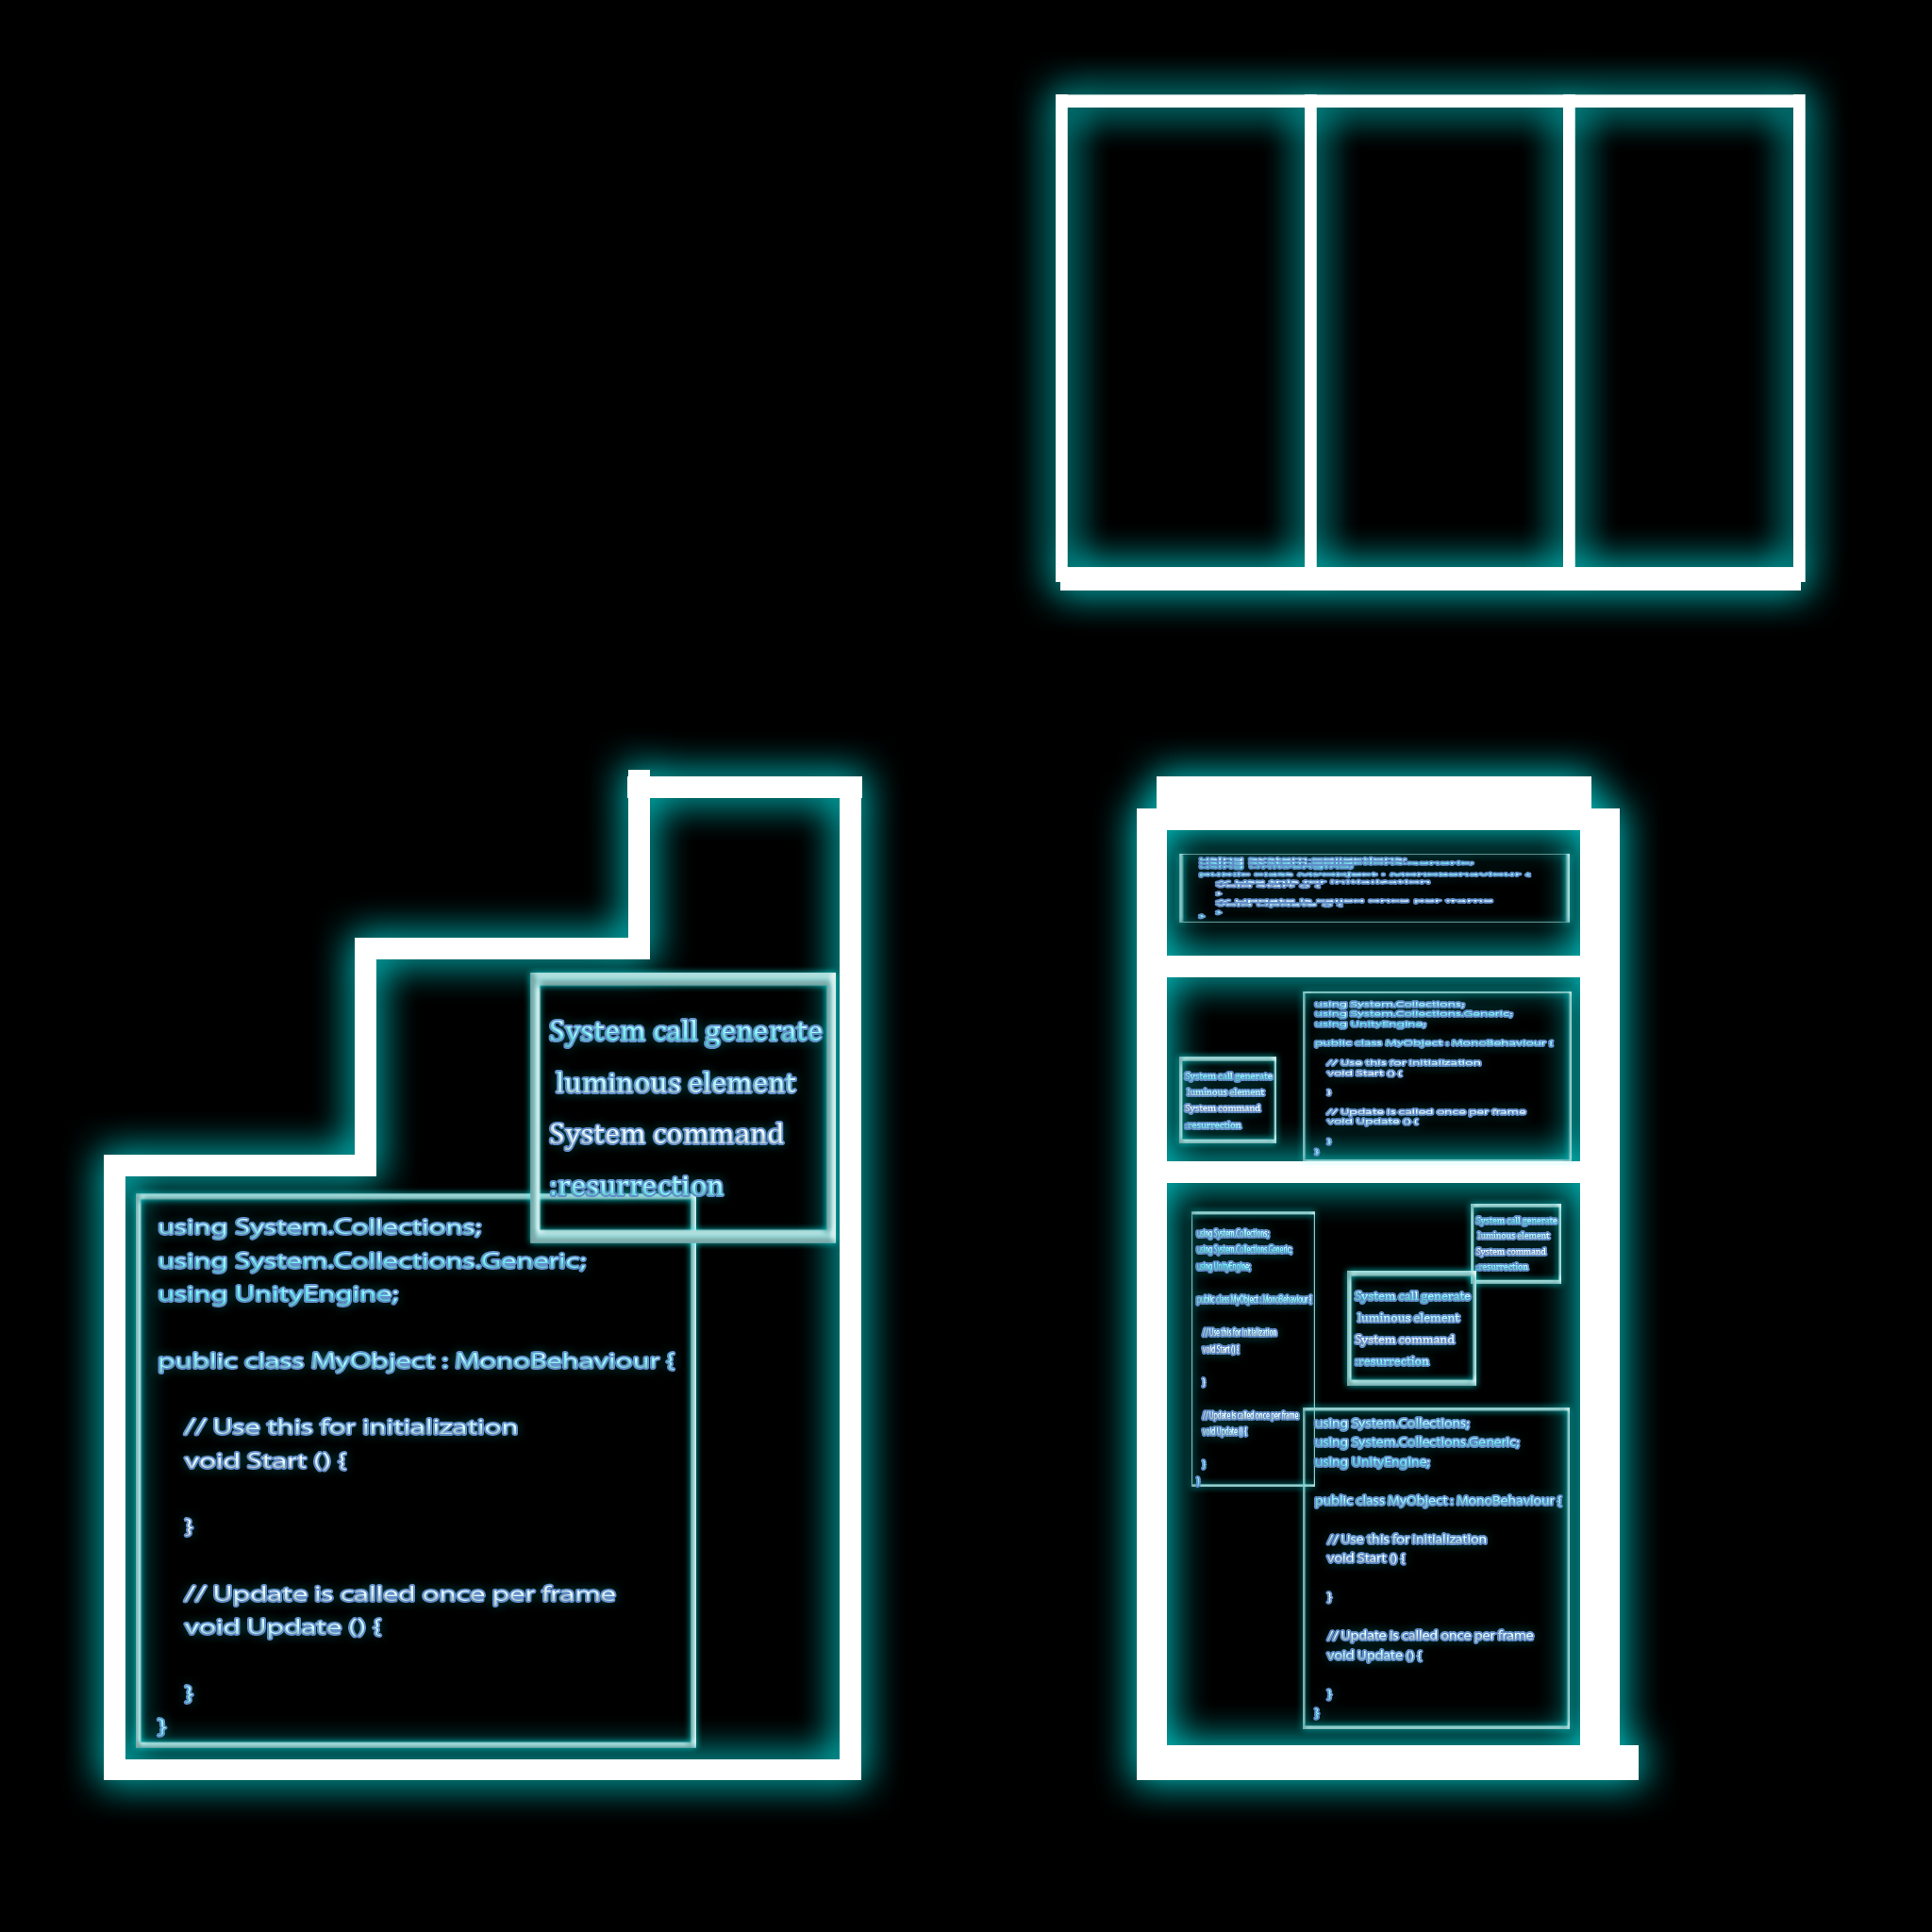 System call generate
luminous element
System command
:resurrection
using System.Collections;
using System.Collections.Generic;
using UnityEngine;
public class MyObject : MonoBehaviour {
// Use this for initialization
void Start () {
}
// Update is called once per frame
void Update () {
}
}
using System.Collections;
using System.Collections.Generic;
using UnityEngine;
public class MyObject : MonoBehaviour {
// Use this for initialization
void Start () {
}
// Update is called once per frame
void Update () {
}
}
System call generate
luminous element
System command
:resurrection
System call generate
luminous element
System command
:resurrection
using System.Collections;
using System.Collections.Generic;
using UnityEngine;
public class MyObject : MonoBehaviour {
// Use this for initialization
void Start () {
}
// Update is called once per frame
void Update () {
}
}
System call generate
luminous element
System command
:resurrection
using System.Collections;
using System.Collections.Generic;
using UnityEngine;
public class MyObject : MonoBehaviour {
// Use this for initialization
void Start () {
}
// Update is called once per frame
void Update () {
}
}